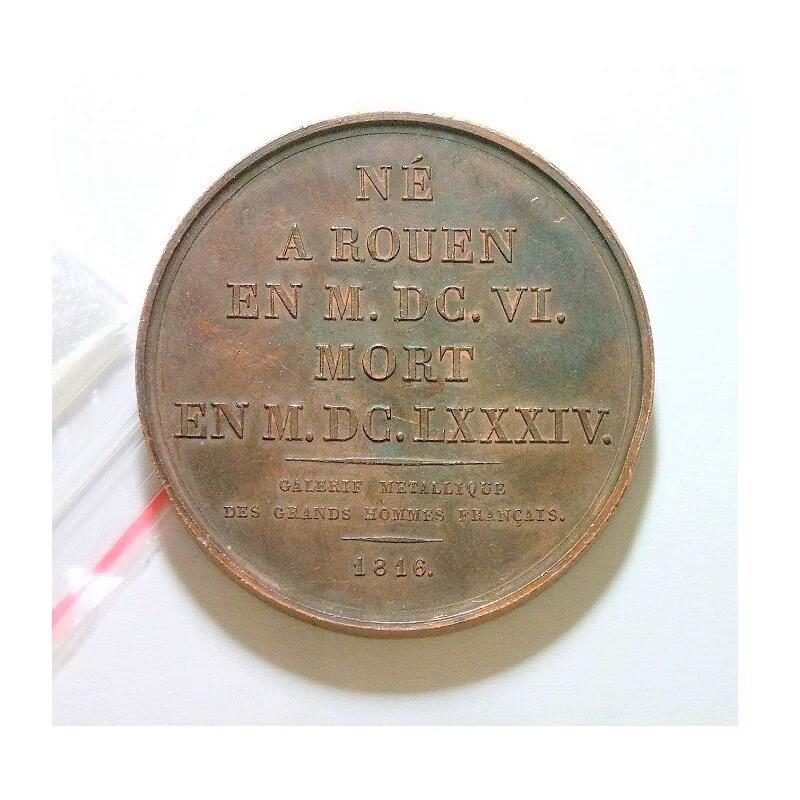 NÉ
A ROUEN
EN M. DC. VI.
MORT
EN M. DC. LXXXIV.
GALERIE METALLIQUE
DES GRANDS HOMMES FRANÇAIS.
1816.